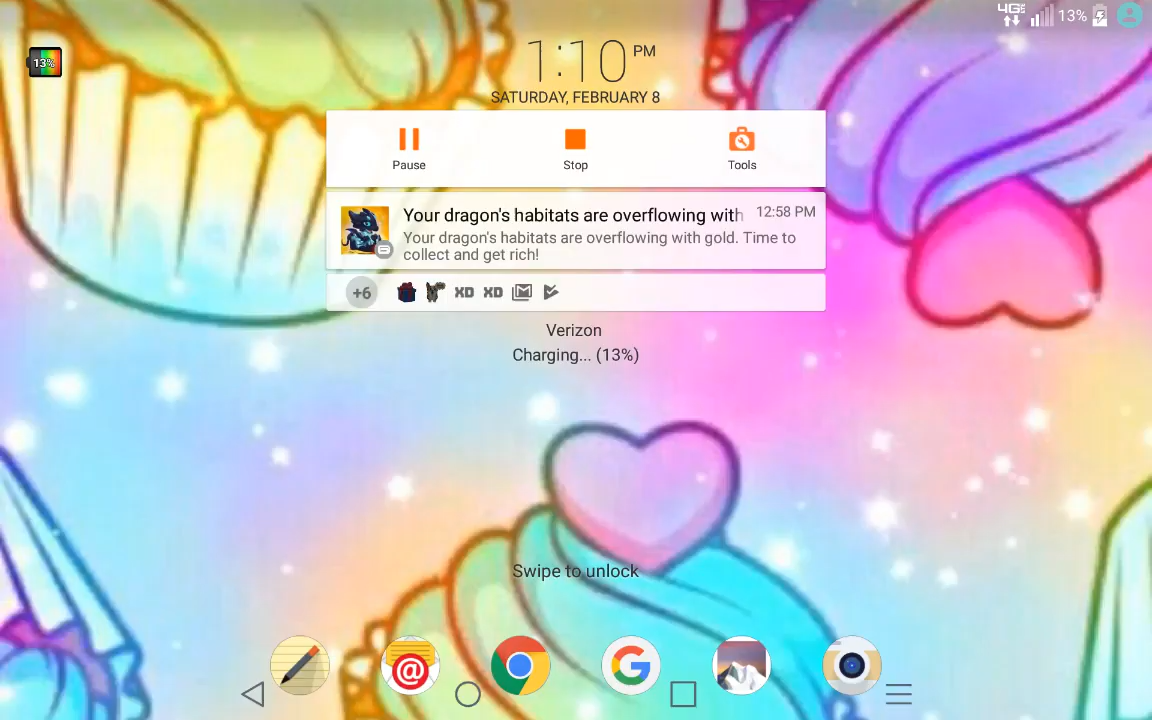 4G
13%
13%
1:10 PM
SATURDAY, FEBRUARY 8
Pause
Stop
Tools
Your dragon's habitats are overflowing with
12:58 PM
Your dragon's habitats are overflowing with gold. Time to
collect and get rich!
+6
XD
XD
Verizon
Charging... (13%)
Swipe to unlock